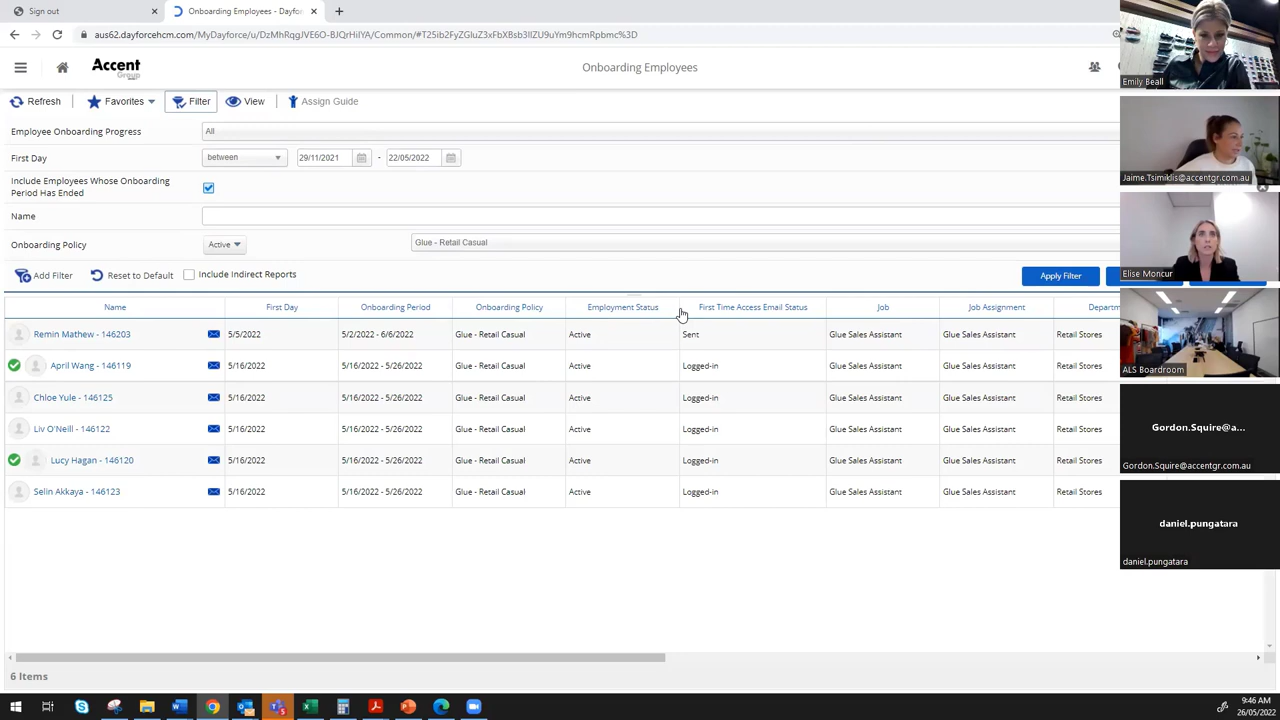 Sign out
Onboarding Employees - Dayfo
Accent
Group
Onboarding Employees
Refresh
Favorites
Filter
View
Assign Guide
Employee Onboarding Progress
All
First Day
between
29/11/2021
-
22/05/2022
Include Employees Whose Onboarding
Period Has Ended
Name
Onboarding Policy
Active
Glue - Retail Casual
Add Filter
Reset to Default
Include Indirect Reports
Apply Filter
Name First Day Onboarding Period Onboarding Policy Employment Status First Time Access Email Status Job Job Assignment Departm
Remin Mathew - 146203 5/5/2022 5/2/2022 - 6/6/2022 Glue - Retail Casual Active Sent Glue Sales Assistant Glue Sales Assistant Retail Stores
April Wang - 146119 5/16/2022 5/16/2022 - 5/26/2022 Glue - Retail Casual Active Logged-in Glue Sales Assistant Glue Sales Assistant Retail Stores
Chloe Yule - 146125 5/16/2022 5/16/2022 - 5/26/2022 Glue - Retail Casual Active Logged-in Glue Sales Assistant Glue Sales Assistant Retail Stores
Liv O'Neill - 146122 5/16/2022 5/16/2022 - 5/26/2022 Glue - Retail Casual Active Logged-in Glue Sales Assistant Glue Sales Assistant Retail Stores
Lucy Hagan - 146120 5/16/2022 5/16/2022 - 5/26/2022 Glue - Retail Casual Active Logged-in Glue Sales Assistant Glue Sales Assistant Retail Stores
Selin Akkaya - 146123 5/16/2022 5/16/2022 - 5/26/2022 Glue - Retail Casual Active Logged-in Glue Sales Assistant Glue Sales Assistant Retail Stores
6 Items
Emily Beall
Jaime.Tsimiklis@accentgr.com.au
Elise Moncur
ALS Boardroom
Gordon.Squire@a...
Gordon.Squire@accentgr.com.au
daniel.pungatara
daniel.pungatara
9:46 AM
26/05/2022